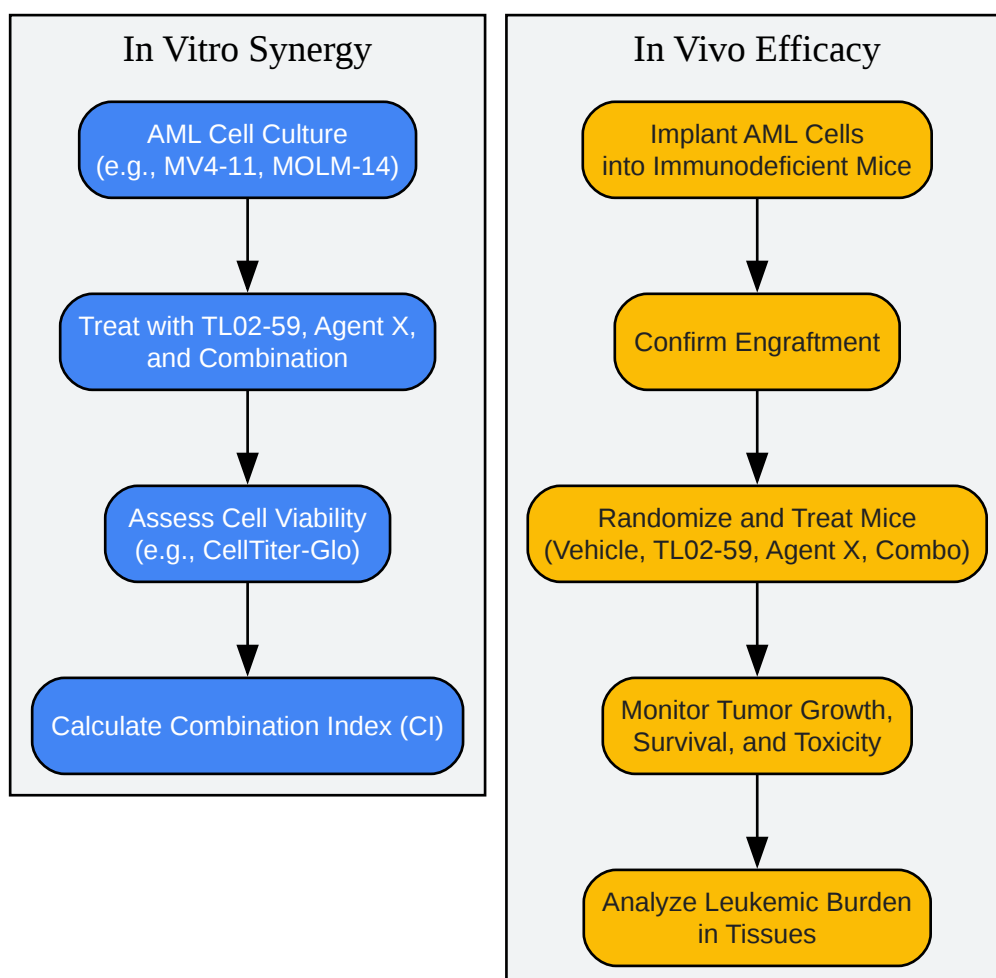 In Vitro Synergy
AML Cell Culture
(e.g., MV4-11, MOLM-14)
Treat with TL02-59, Agent X,
and Combination
Assess Cell Viability
(e.g., CellTiter-Glo)
Calculate Combination Index (CI)
In Vivo Efficacy
Implant AML Cells
into Immunodeficient Mice
Confirm Engraftment
Randomize and Treat Mice
(Vehicle, TL02-59, Agent X, Combo)
Monitor Tumor Growth,
Survival, and Toxicity
Analyze Leukemic Burden
in Tissues